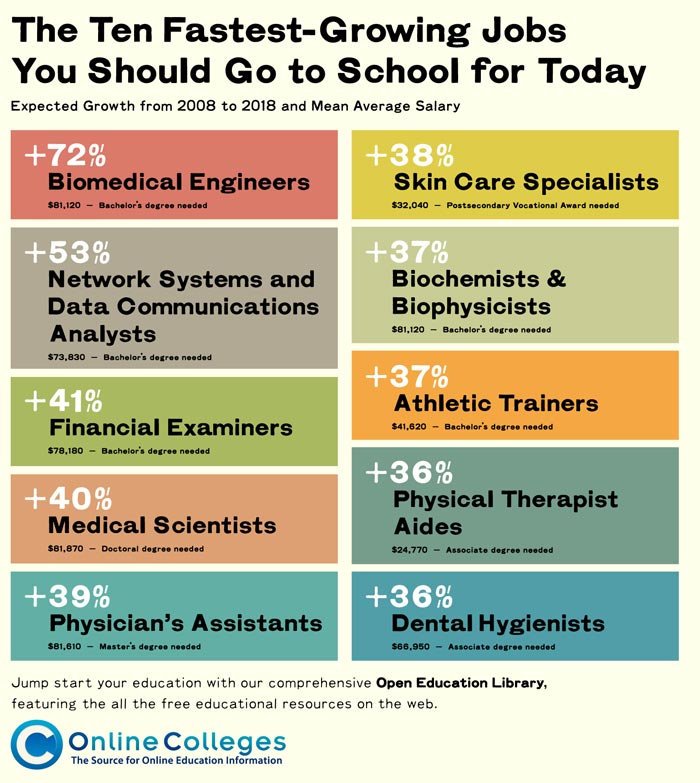 The Ten Fastest-Growing Jobs
You Should Go to School for Today
Expected Growth from 2008 to 2018 and Mean Average Salary
+72%
Biomedical Engineers
$81,120 — Bachelor's degree needed
+53%
Network Systems and
Data Communications
Analysts
$73,830 — Bachelor's degree needed
+41%
Financial Examiners
$78,180 — Bachelor's degree needed
+40%
Medical Scientists
$81,870 — Doctoral degree needed
+39%
Physician's Assistants
$81,610 — Master's degree needed
+38%
Skin Care Specialists
$32,040 — Postsecondary Vocational Award needed
+37%
Biochemists &
Biophysicists
$81,120 — Bachelor's degree needed
+37%
Athletic Trainers
$41,620 — Bachelor's degree needed
+36%
Physical Therapist
Aides
$24,770 — Associate degree needed
+36%
Dental Hygienists
$66,950 — Associate degree needed
Jump start your education with our comprehensive Open Education Library,
featuring the all the free educational resources on the web.
Online Colleges
The Source for Online Education Information